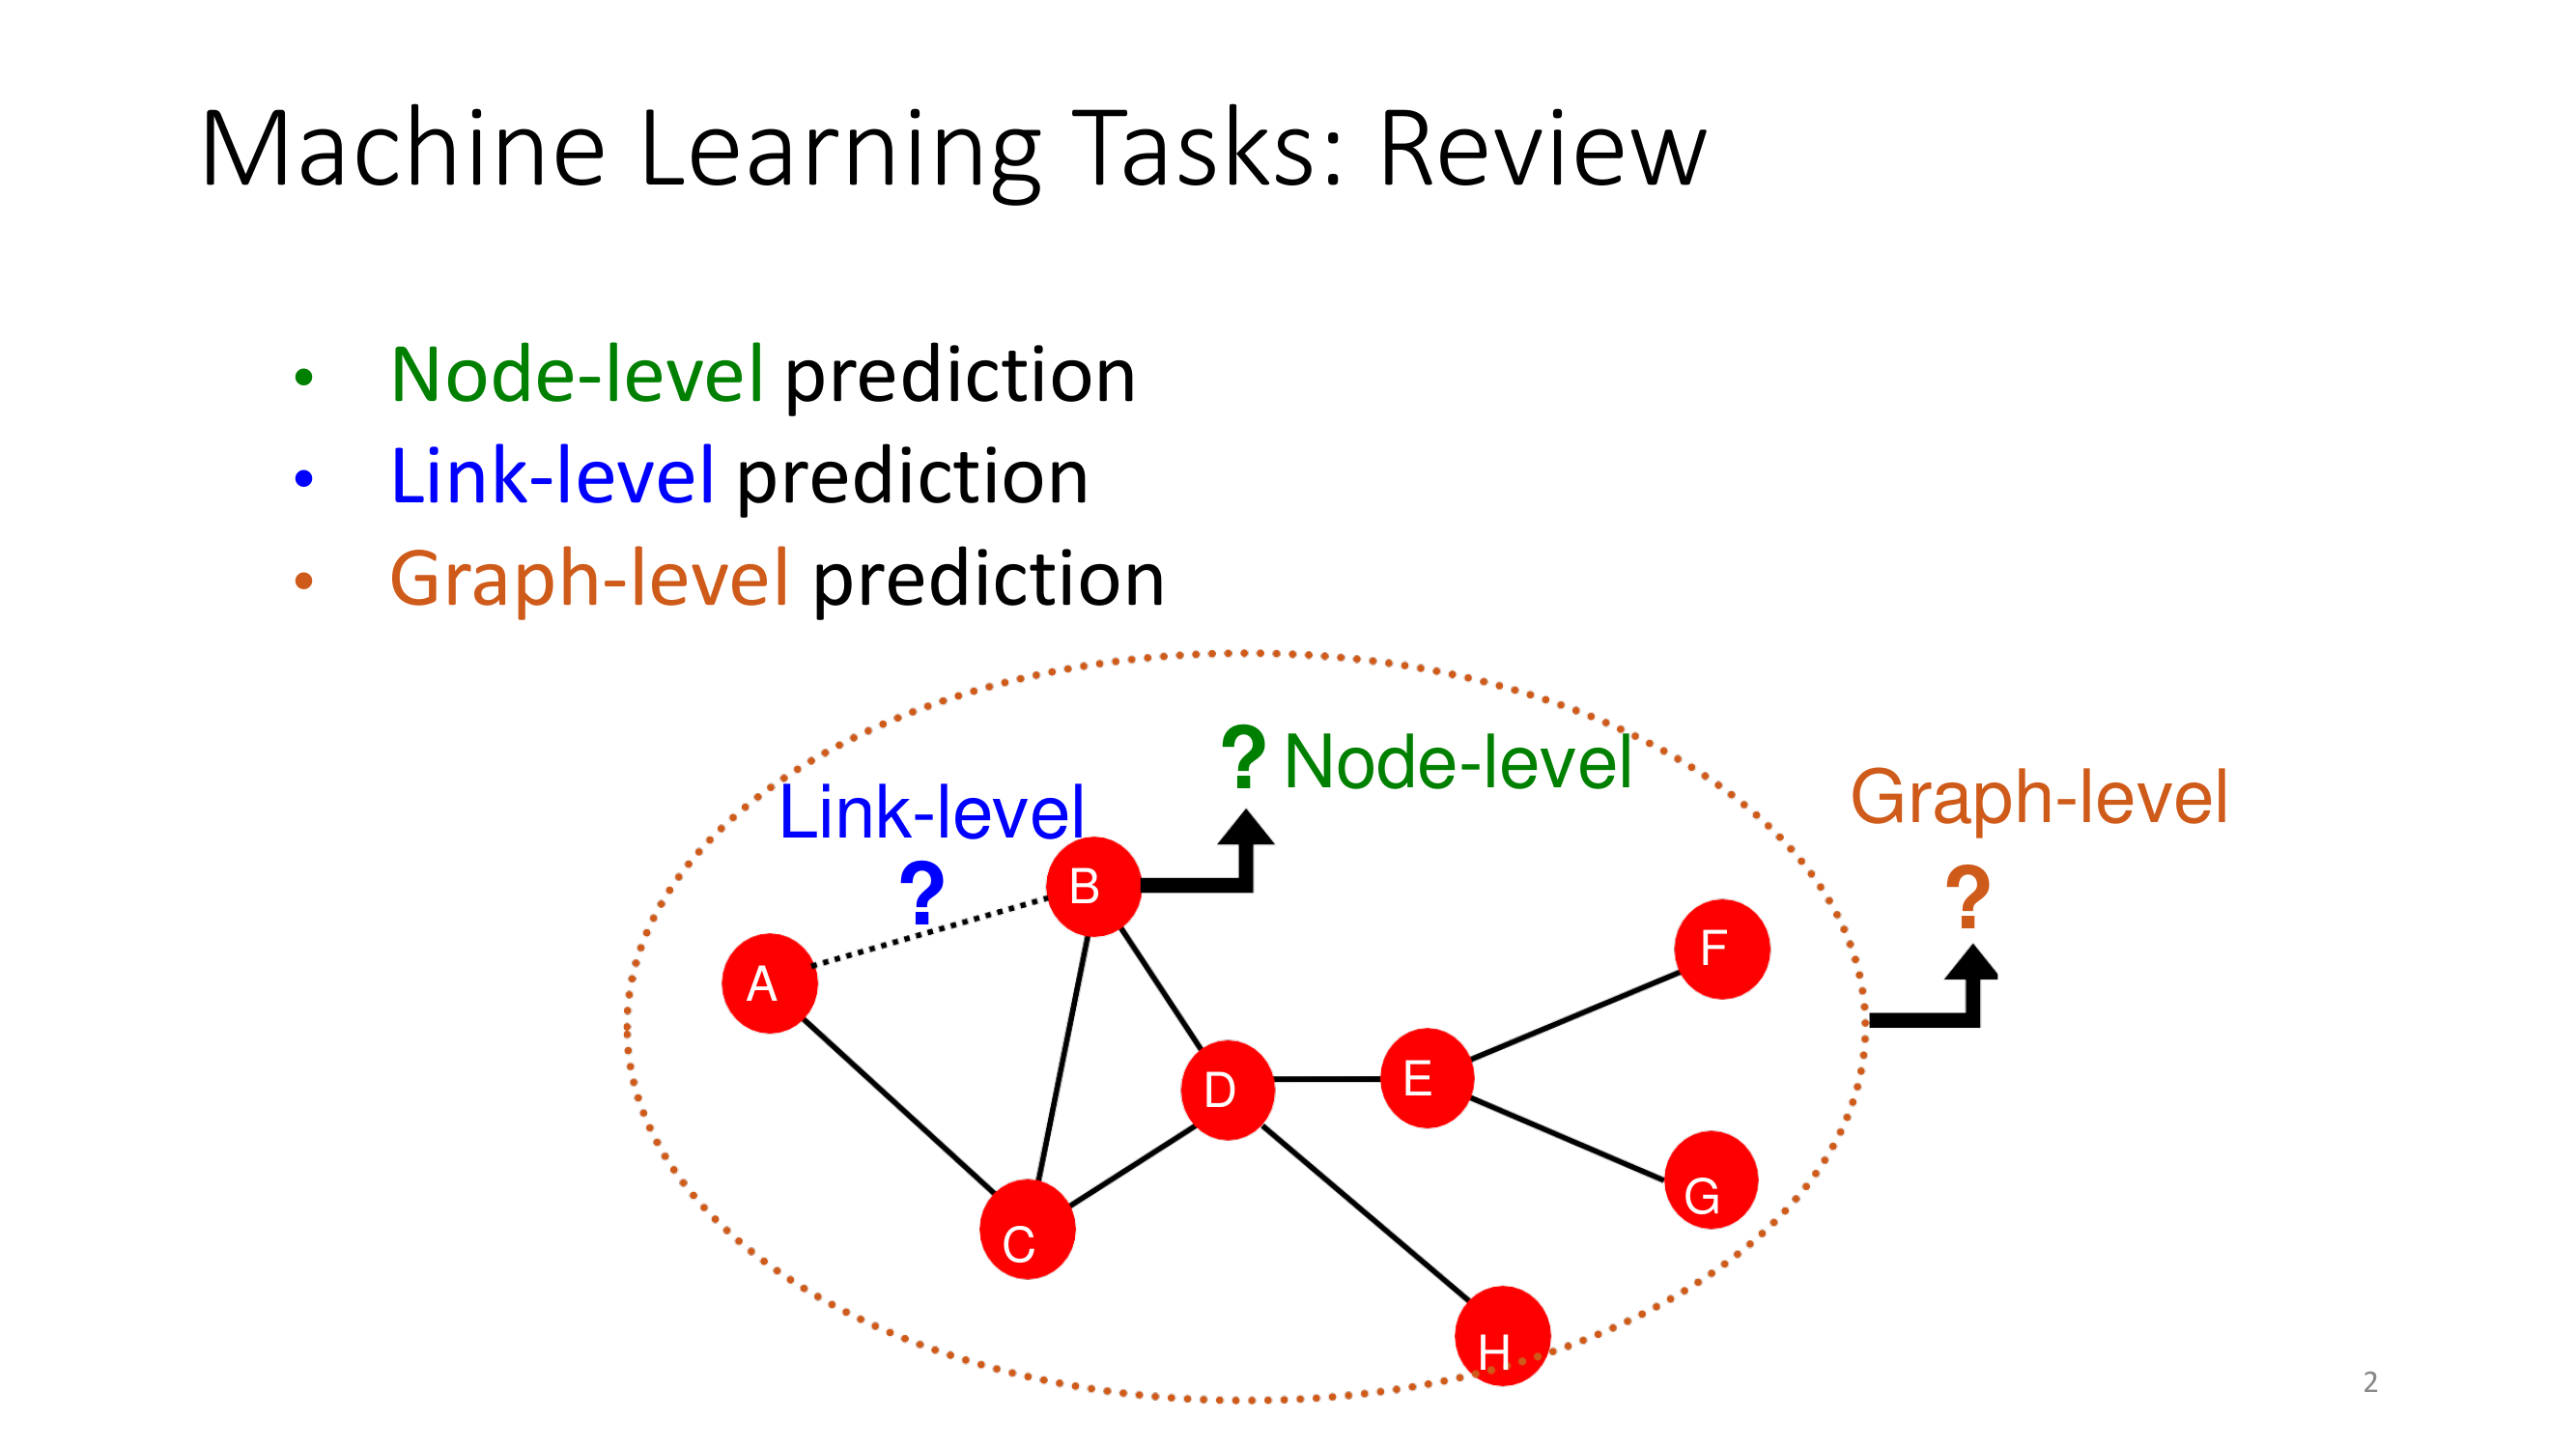 Machine Learning Tasks: Review
• Node-level prediction
• Link-level prediction
• Graph-level prediction
? Node-level
Link-level
?
Graph-level
?
B
A
F
D
E
G
C
H
2